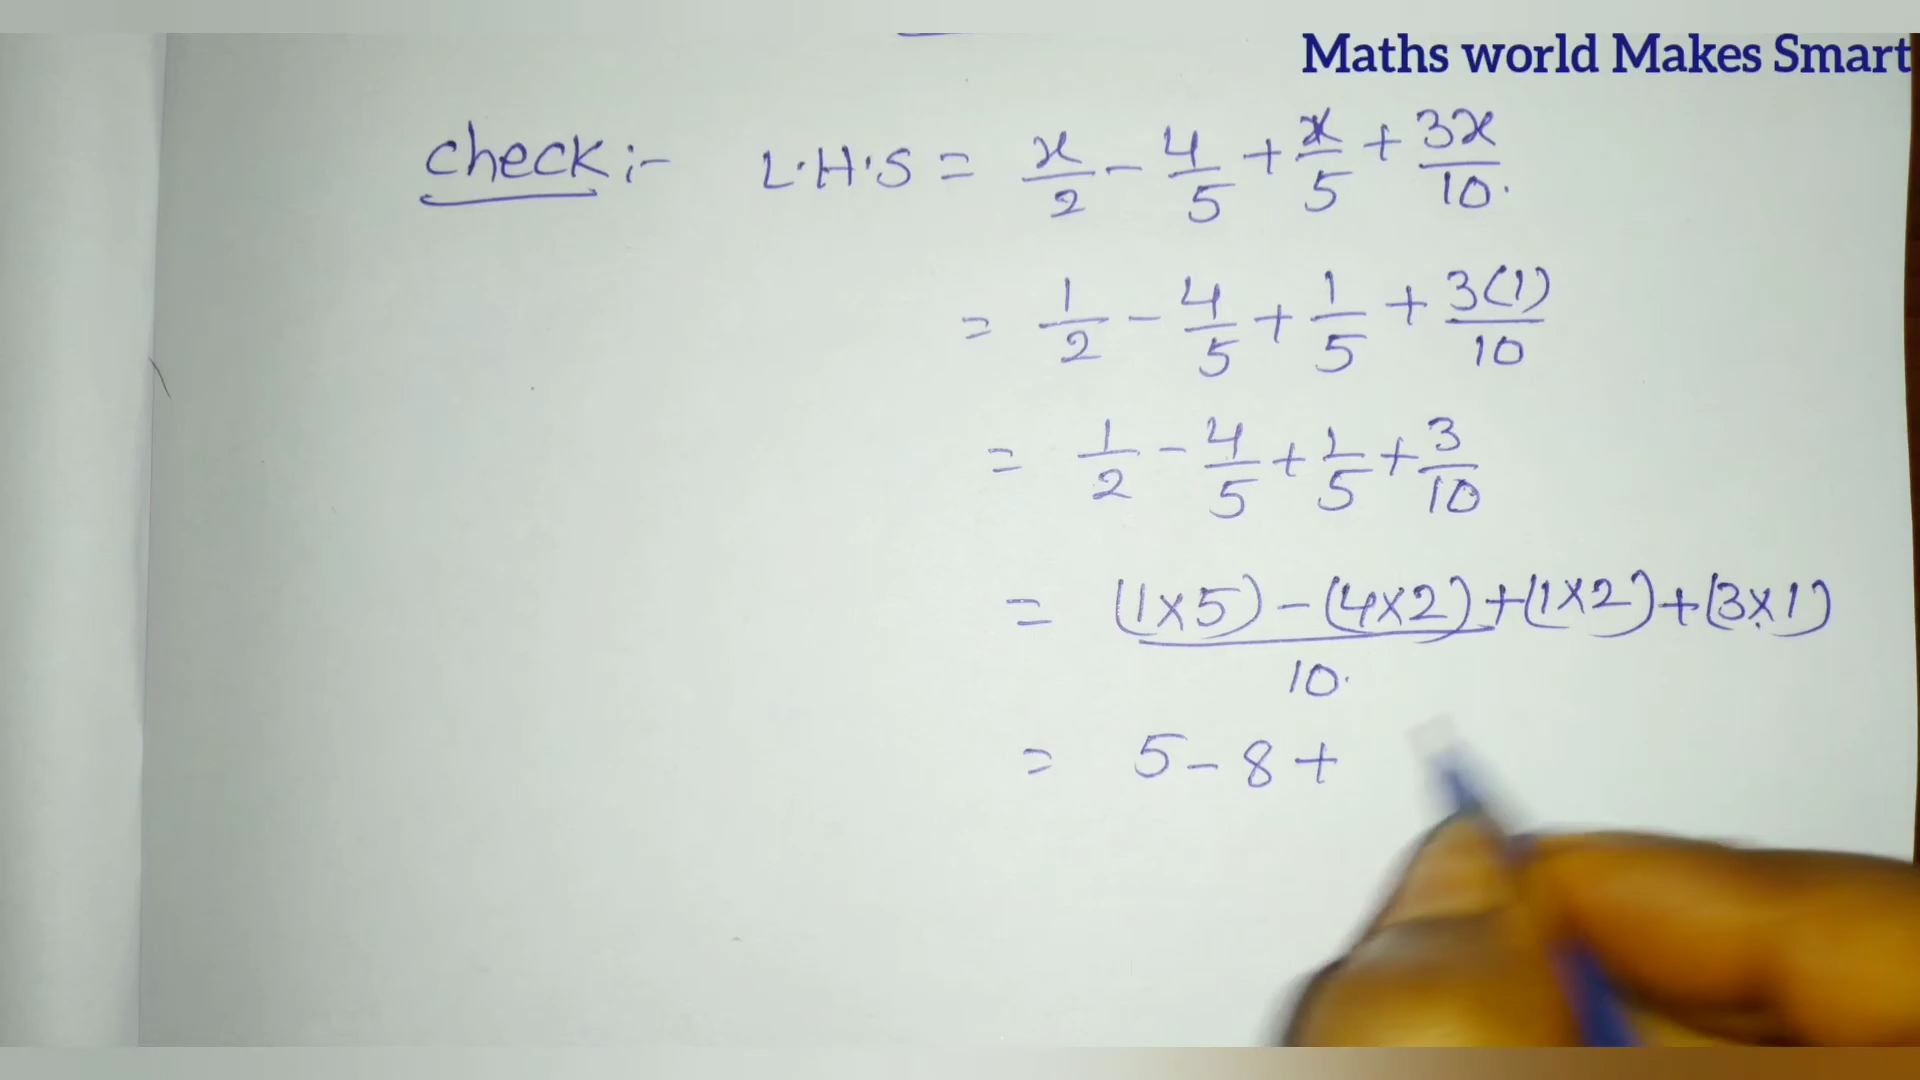 Maths world Makes Smart
Check :- L.H.S = x/2 - 4/5 + x/5 + 3x/10.
= 1/2 - 4/5 + 1/5 + 3(1)/10
= 1/2 - 4/5 + 1/5 + 3/10
= (1×5) - (4×2) + (1×2) + (3×1)
10.
= 5 - 8 +